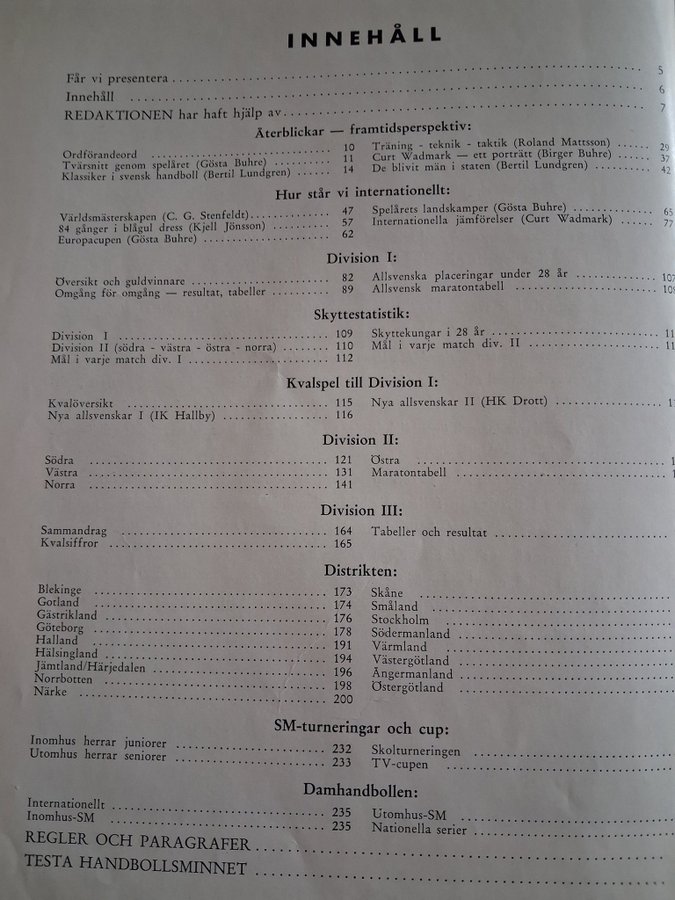 INNEHÅLL
Får vi presentera 5
Innehåll 6
REDAKTIONEN har haft hjälp av 7
Återblickar — framtidsperspektiv:
Ordförandeord 10
Tvärsnitt genom spelåret (Gösta Buhre) 11
Klassiker i svensk handboll (Bertil Lundgren) 14
Träning - teknik - taktik (Roland Mattsson) 29
Curt Wadmark — ett porträtt (Birger Buhre) 37
De blivit män i staten (Bertil Lundgren) 42
Hur står vi internationellt:
Världsmästerskapen (C. G. Stenfeldt) 47
84 gånger i blågul dress (Kjell Jönsson) 57
Europacupen (Gösta Buhre) 62
Spelårets landskamper (Gösta Buhre) 65
Internationella jämförelser (Curt Wadmark) 77
Division I:
Översikt och guldvinnare 82
Omgång för omgång — resultat, tabeller 89
Allsvenska placeringar under 28 år 107
Allsvensk maratontabell 109
Skyttestatistik:
Division I 109
Division II (södra - västra - östra - norra) 110
Mål i varje match div. I 112
Skyttekungar i 28 år 11
Mål i varje match div. II 11
Kvalspel till Division I:
Kvalöversikt 115
Nya allsvenskar I (IK Hallby) 116
Nya allsvenskar II (HK Drott) 1
Division II:
Södra 121
Västra 131
Norra 141
Östra 1
Maratontabell 1
Division III:
Sammandrag 164
Kvalsiffror 165
Tabeller och resultat
Distrikten:
Blekinge 173
Gotland 174
Gästrikland 176
Göteborg 178
Halland 191
Hälsingland 194
Jämtland/Härjedalen 196
Norrbotten 198
Närke 200
Skåne
Småland
Stockholm
Södermanland
Värmland
Västergötland
Ångermanland
Östergötland
SM-turneringar och cup:
Inomhus herrar juniorer 232
Utomhus herrar seniorer 233
Skolturneringen
TV-cupen
Damhandbollen:
Internationellt 235
Inomhus-SM 235
Utomhus-SM
Nationella serier
REGLER OCH PARAGRAFER
TESTA HANDBOLLSMINNET